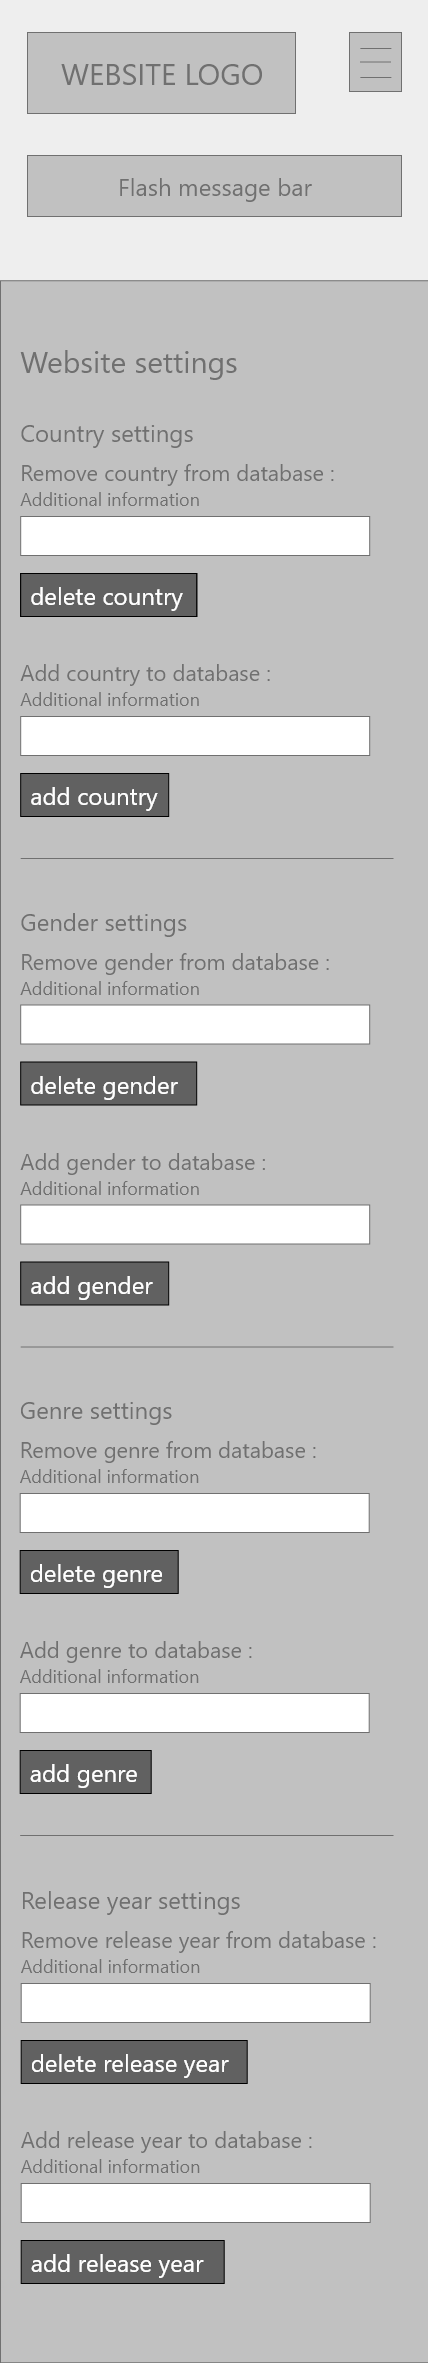 WEBSITE LOGO
Flash message bar
Website settings
Country settings
Remove country from database :
Additional information
delete country
Add country to database :
Additional information
add country
Gender settings
Remove gender from database :
Additional information
delete gender
Add gender to database :
Additional information
add gender
Genre settings
Remove genre from database :
Additional information
delete genre
Add genre to database :
Additional information
add genre
Release year settings
Remove release year from database :
Additional information
delete release year
Add release year to database :
Additional information
add release year